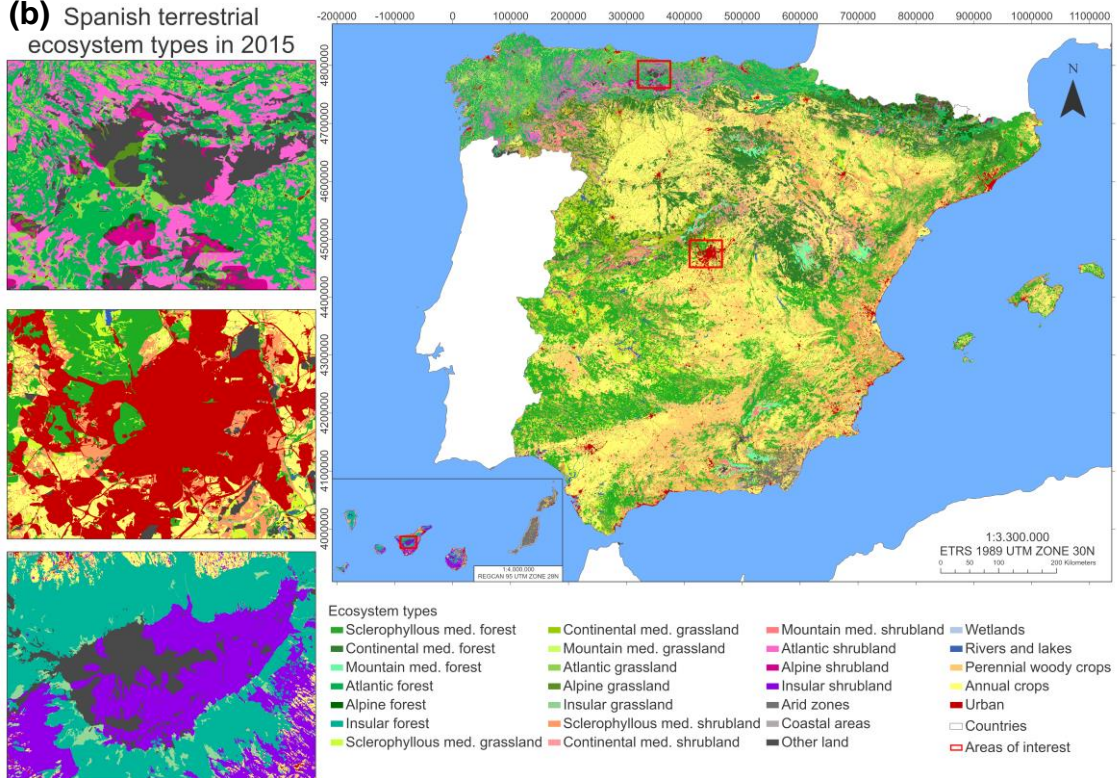 (b) Spanish terrestrial
ecosystem types in 2015
-200000 -100000 0 100000 200000 300000 400000 500000 600000 700000 800000 900000 1000000 1100000
4800000
4700000
4600000
4500000
4400000
4300000
4200000
4100000
4000000
N
1:3.300.000
ETRS 1989 UTM ZONE 30N
0 50 100 200 Kilometers
1:4.800.000
REGCAN 95 UTM ZONE 28N
Ecosystem types
Sclerophyllous med. forest
Continental med. forest
Mountain med. forest
Atlantic forest
Alpine forest
Insular forest
Sclerophyllous med. grassland
Continental med. grassland
Mountain med. grassland
Atlantic grassland
Alpine grassland
Insular grassland
Sclerophyllous med. shrubland
Continental med. shrubland
Mountain med. shrubland
Atlantic shrubland
Alpine shrubland
Insular shrubland
Arid zones
Coastal areas
Other land
Wetlands
Rivers and lakes
Perennial woody crops
Annual crops
Urban
Countries
Areas of interest